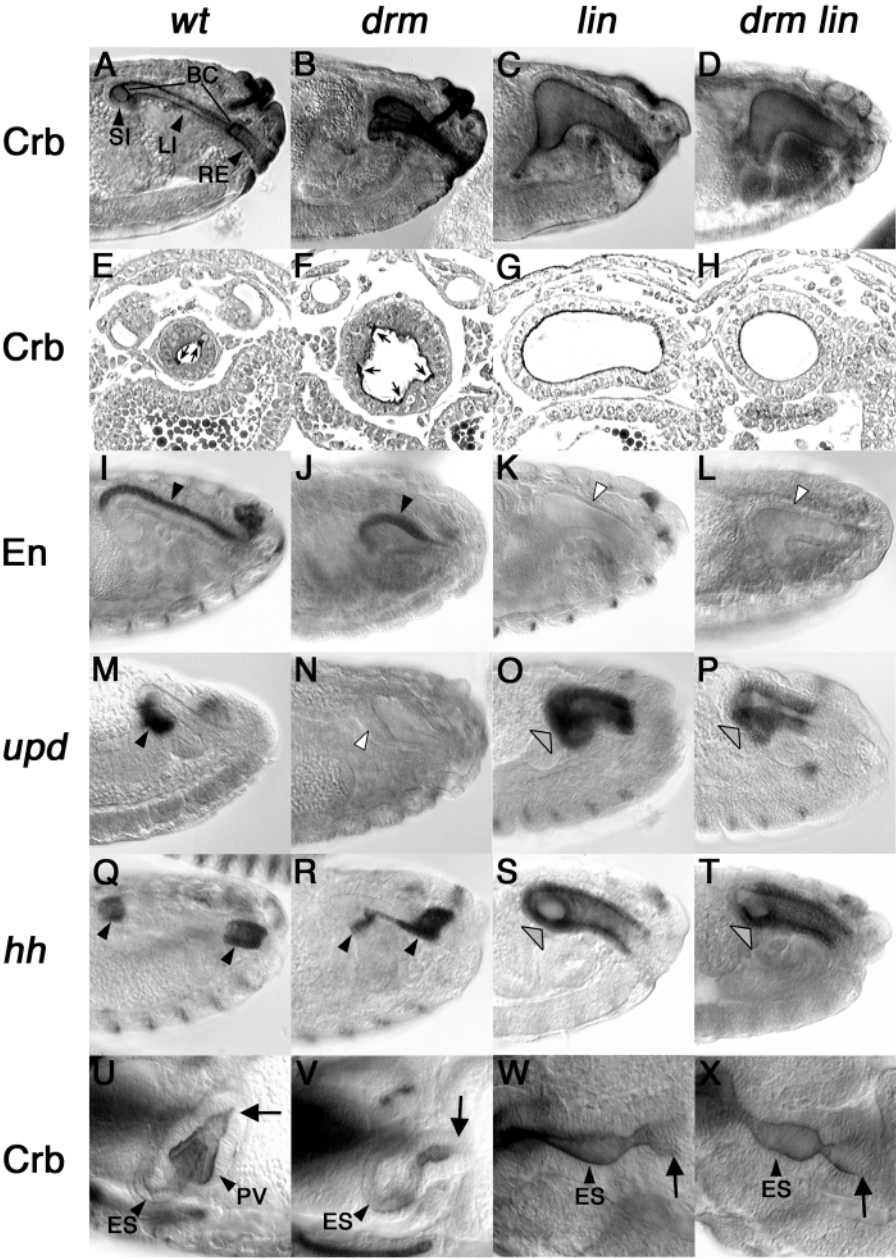 wt drm lin drm lin
Crb A BC SI LI RE B C D
Crb E F G H
En I J K L
upd M N O P
hh Q R S T
Crb U PV ES V ES W ES X ES